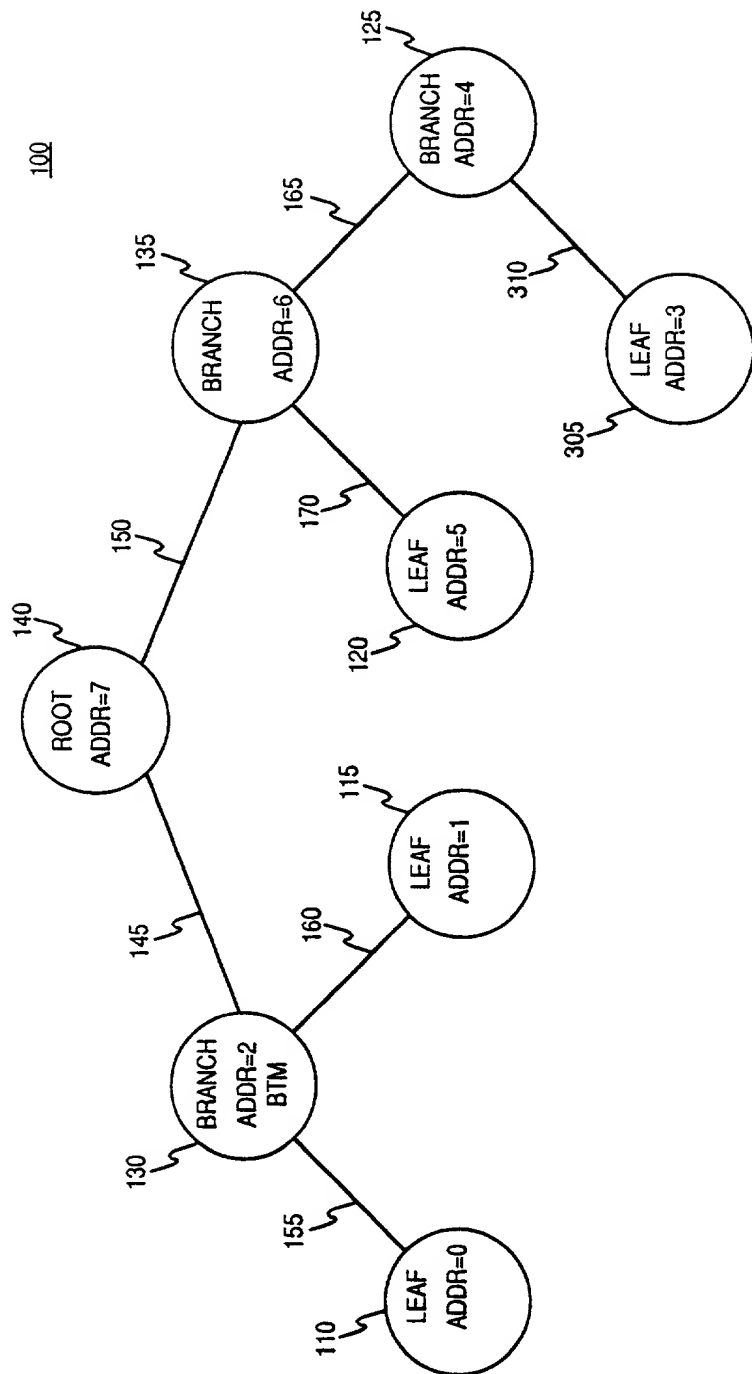 100
140
ROOT
ADDR=7
145
150
135
BRANCH
ADDR=6
130
BRANCH
ADDR=2
BTM
165
125
BRANCH
ADDR=4
155
160
170
310
110
LEAF
ADDR=0
115
LEAF
ADDR=1
120
LEAF
ADDR=5
305
LEAF
ADDR=3